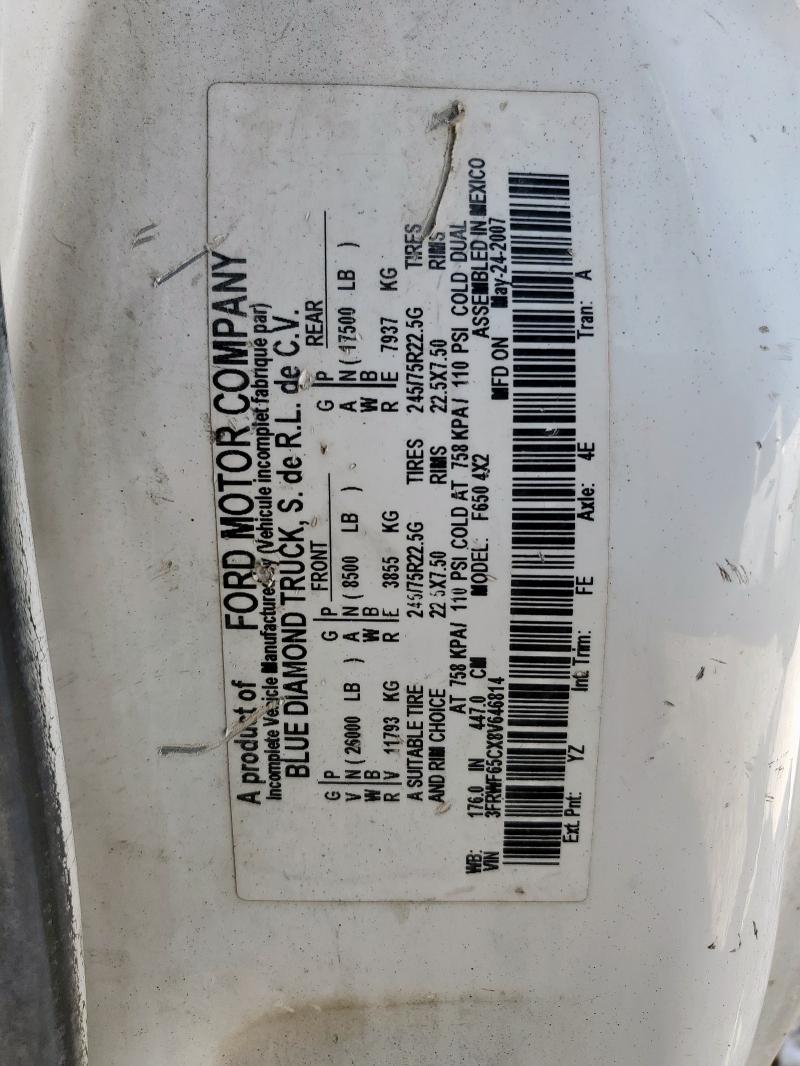 A product of FORD MOTOR COMPANY
Incomplete Vehicle Manufactured by (Vehicule incomplet fabriqué par)
BLUE DIAMOND TRUCK, S. de R.L. de C.V.
FRONT REAR
G P G P G P
V N ( 26000 LB ) A N ( 8500 LB ) A N ( 17500 LB )
W B W B W B
R V 11793 KG R E 3855 KG R E 7937 KG
A SUITABLE TIRE 245/75R22.5G TIRES 245/75R22.5G TIRES
AND RIM CHOICE 22.5X7.50 RIMS 22.5X7.50 RIMS
AT 758 KPA/ 110 PSI COLD AT 758 KPA/ 110 PSI COLD DUAL
WB: 176.0 IN 447.0 CM MODEL: F650 4X2 ASSEMBLED IN MEXICO
VIN 3FRWF65CX8V646814 MFD ON May-24-2007
Ext. Pnt: YZ Int. Trim: FE Axle: 4E Tran: A